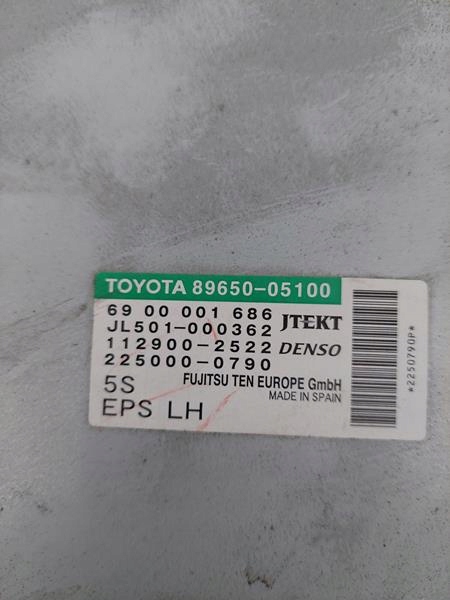 TOYOTA 89650-05100
69 00 001 686
JL501-000362 JTEKT
112900-2522 DENSO
225000-0790
5S FUJITSU TEN EUROPE GmbH
MADE IN SPAIN
EPS LH
*2250790P*